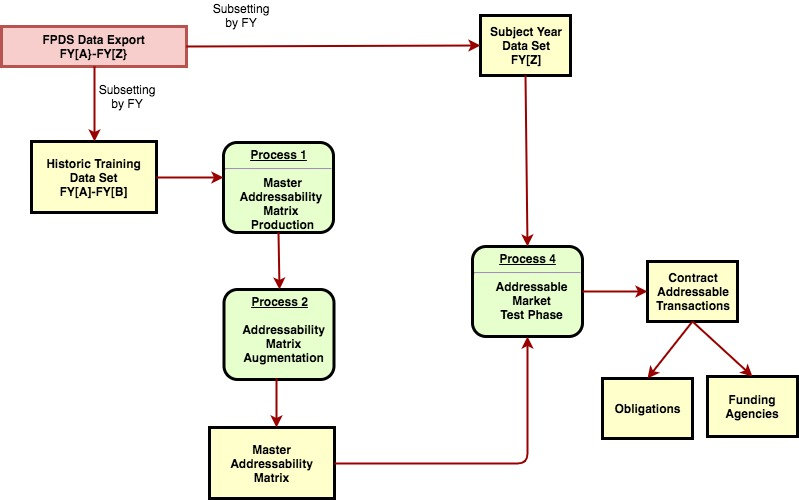 Subsetting
by FY
FPDS Data Export
FY[A}-FY[Z}
Subject Year
Data Set
FY[Z]
Subsetting
by FY
Historic Training
Data Set
FY[A]-FY[B]
Process 1
Master
Addressability
Matrix
Production
Process 2
Addressability
Matrix
Augmentation
Master
Addressability
Matrix
Process 4
Addressable
Market
Test Phase
Contract
Addressable
Transactions
Obligations
Funding
Agencies